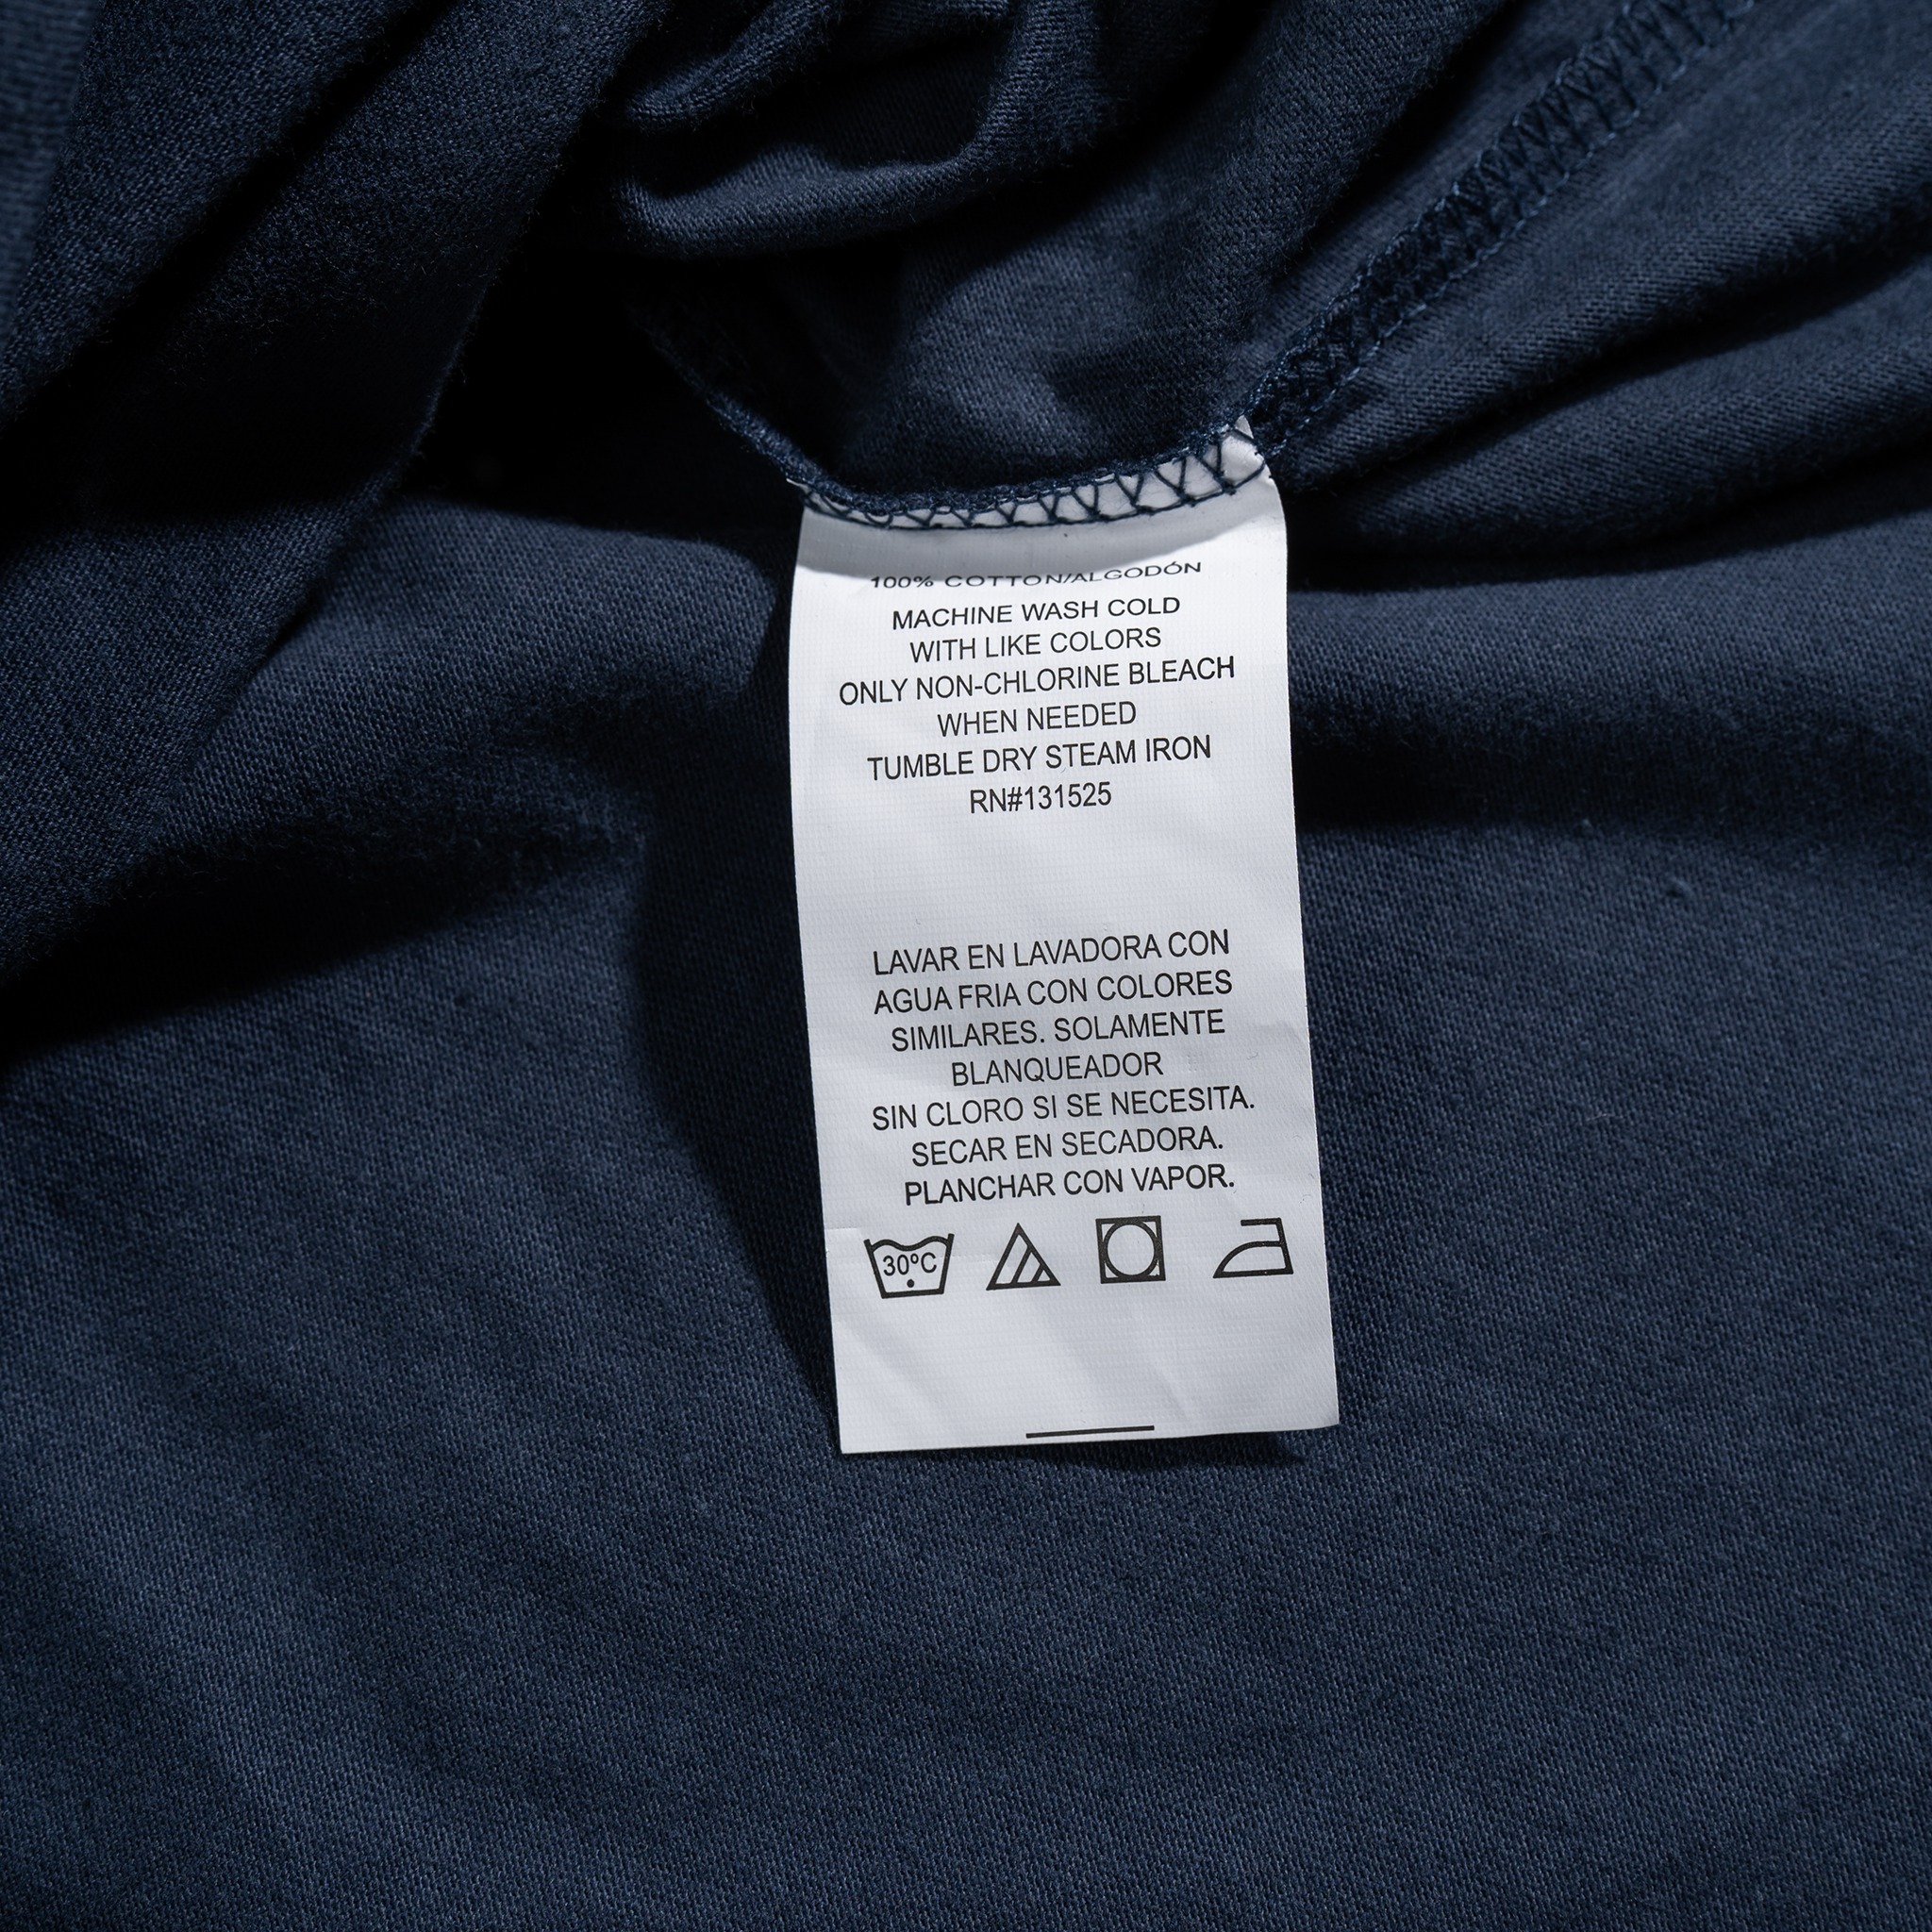 100% COTTON/ALGODÓN
MACHINE WASH COLD
WITH LIKE COLORS
ONLY NON-CHLORINE BLEACH
WHEN NEEDED
TUMBLE DRY STEAM IRON
RN#131525
LAVAR EN LAVADORA CON
AGUA FRIA CON COLORES
SIMILARES. SOLAMENTE
BLANQUEADOR
SIN CLORO SI SE NECESITA.
SECAR EN SECADORA.
PLANCHAR CON VAPOR.
30ºC